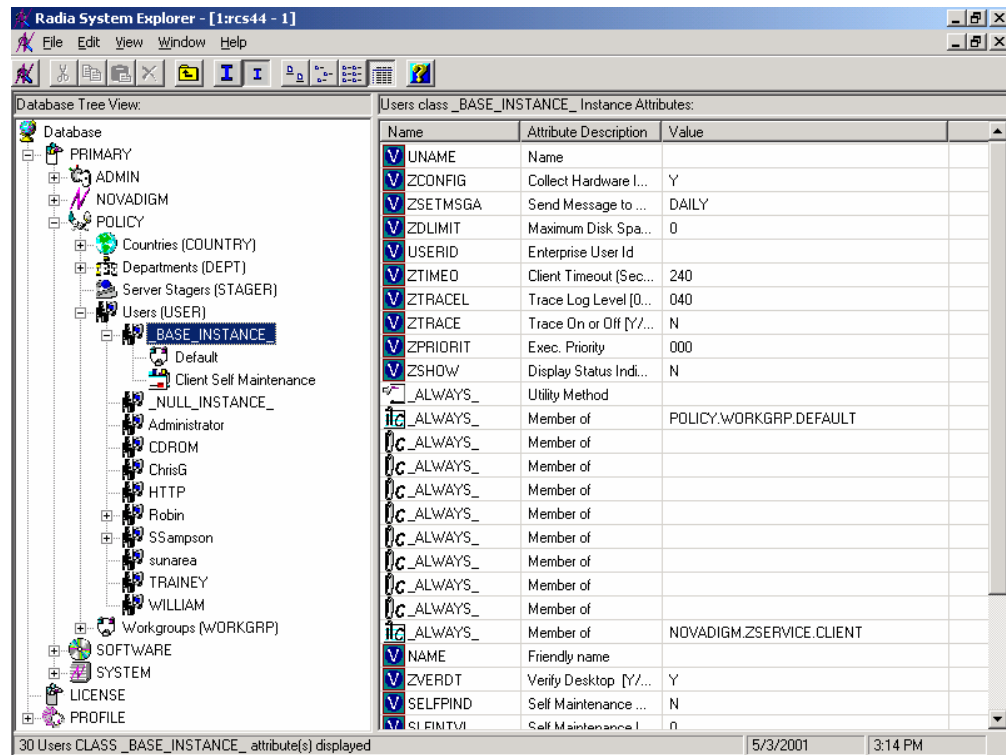 Radia System Explorer - [1:rcs44 - 1]
File Edit View Window Help
Database Tree View:
Users class _BASE_INSTANCE_ Instance Attributes:
Database
PRIMARY
ADMIN
NOVADIGM
POLICY
Countries (COUNTRY)
Departments (DEPT)
Server Stagers (STAGER)
Users (USER)
_BASE_INSTANCE_
Default
Client Self Maintenance
_NULL_INSTANCE_
Administrator
CDROM
ChrisG
HTTP
Robin
SSampson
sunarea
TRAINEY
WILLIAM
Workgroups (WORKGRP)
SOFTWARE
SYSTEM
LICENSE
PROFILE
Name Attribute Description Value
UNAME Name
ZCONFIG Collect Hardware I... Y
ZSETMSGA Send Message to ... DAILY
ZDLIMIT Maximum Disk Spa... 0
USERID Enterprise User Id
ZTIMEO Client Timeout (Sec... 240
ZTRACEL Trace Log Level [0... 040
ZTRACE Trace On or Off [Y/... N
ZPRIORIT Exec. Priority 000
ZSHOW Display Status Indi... N
_ALWAYS_ Utility Method
_ALWAYS_ Member of POLICY.WORKGRP.DEFAULT
_ALWAYS_ Member of
_ALWAYS_ Member of
_ALWAYS_ Member of
_ALWAYS_ Member of
_ALWAYS_ Member of
_ALWAYS_ Member of
_ALWAYS_ Member of
_ALWAYS_ Member of
_ALWAYS_ Member of NOVADIGM.ZSERVICE.CLIENT
NAME Friendly name
ZVERDT Verify Desktop [Y/... Y
SELFPIND Self Maintenance ... N
SLFINTVL Self Maintenance I... 0
30 Users CLASS _BASE_INSTANCE_ attribute(s) displayed
5/3/2001 3:14 PM